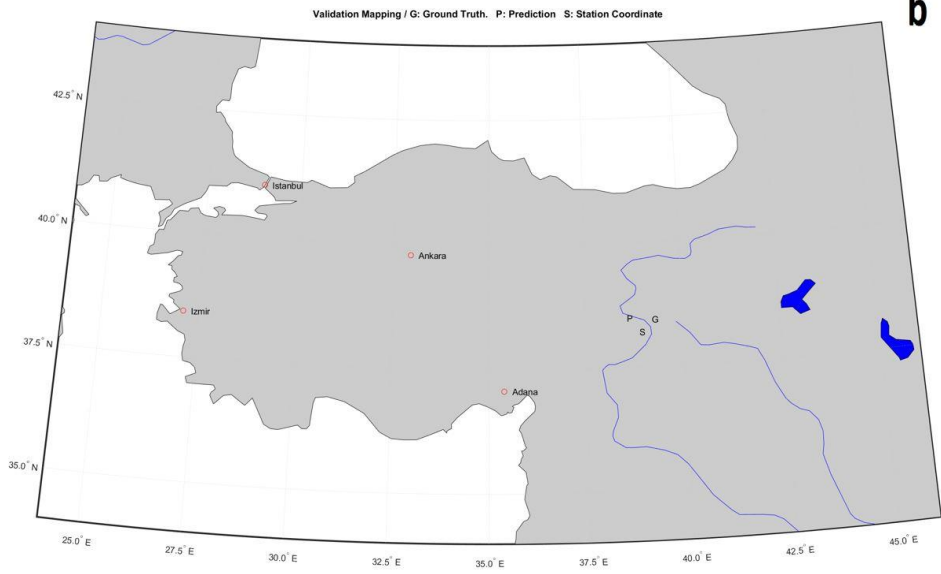 Validation Mapping / G: Ground Truth. P: Prediction S: Station Coordinate
b
42.5° N
Istanbul
40.0° N
Ankara
Izmir
P G
S
37.5° N
Adana
35.0° N
25.0° E
27.5° E
30.0° E
32.5° E
35.0° E
37.5° E
40.0° E
42.5° E
45.0° E